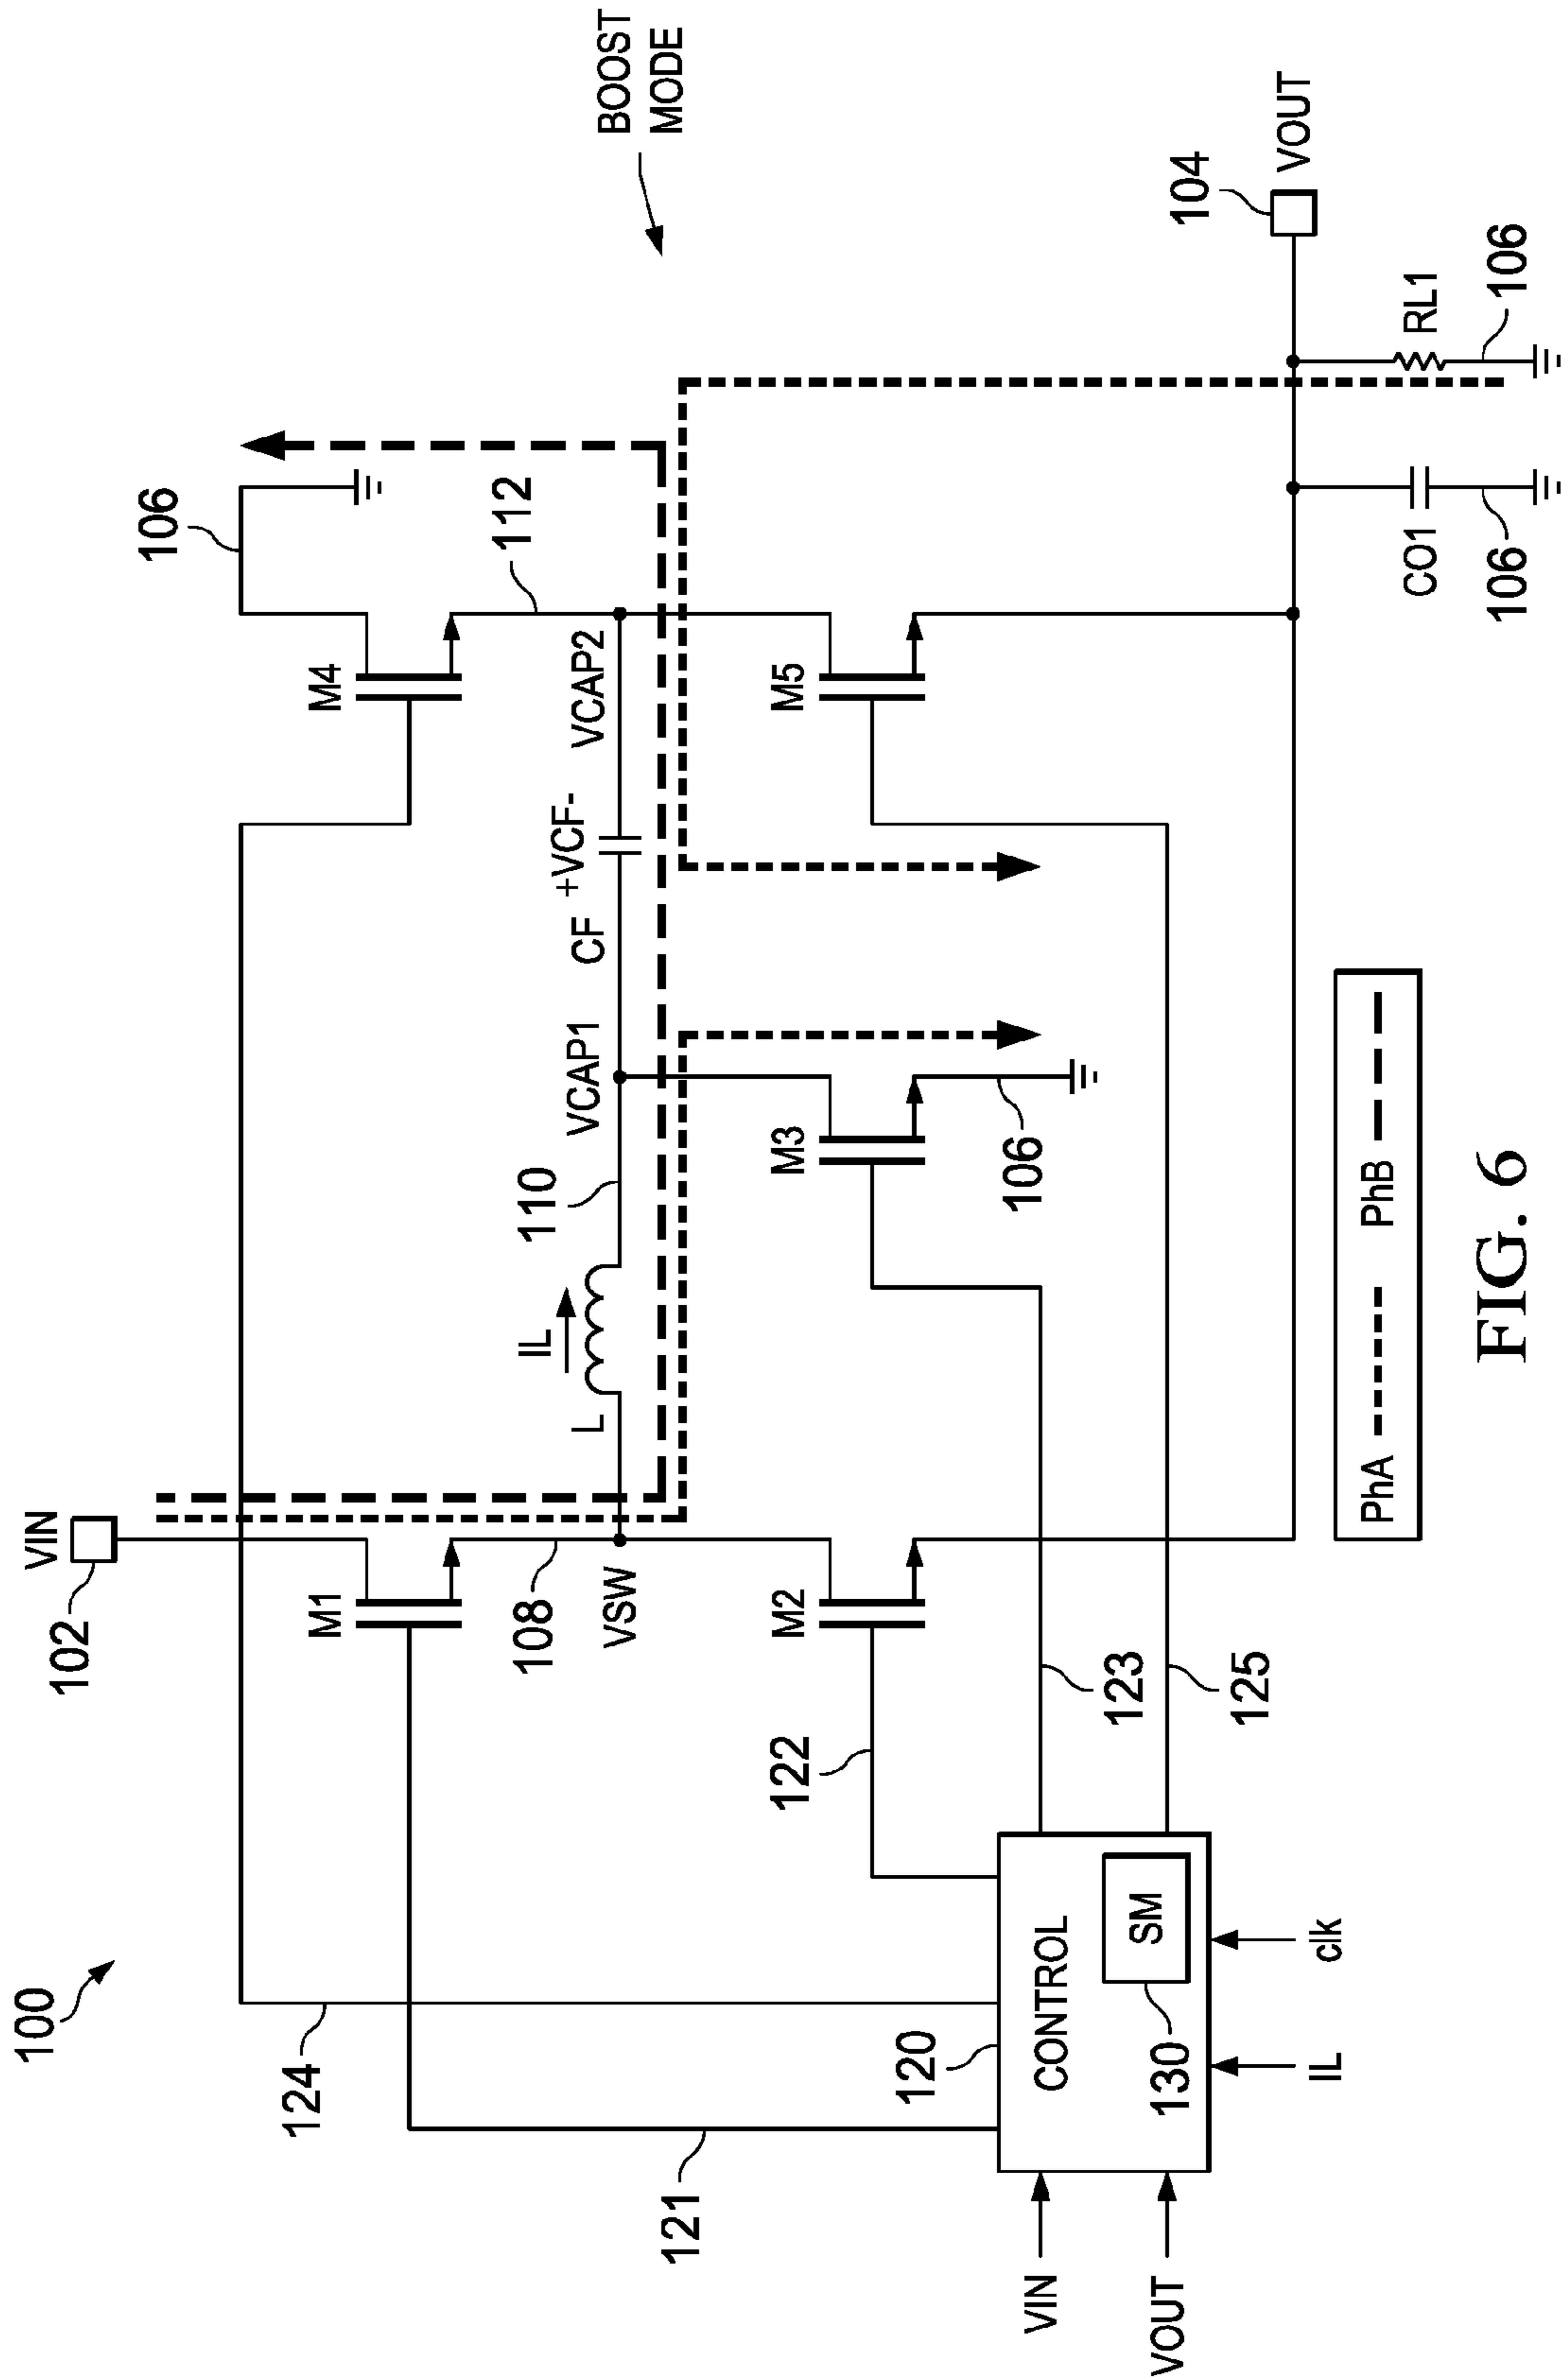 100
102
VIN
106
124
M1
M4
121
108
VSW
L
IL
110
VCAP1
CF
+VCF-
VCAP2
112
BOOST
MODE
122
M2
M3
M5
120
123
106
125
104
VOUT
VIN
VOUT
CONTROL
SM
130
IL
clk
PhA
PhB
CO1
106
RL1
106
FIG. 6